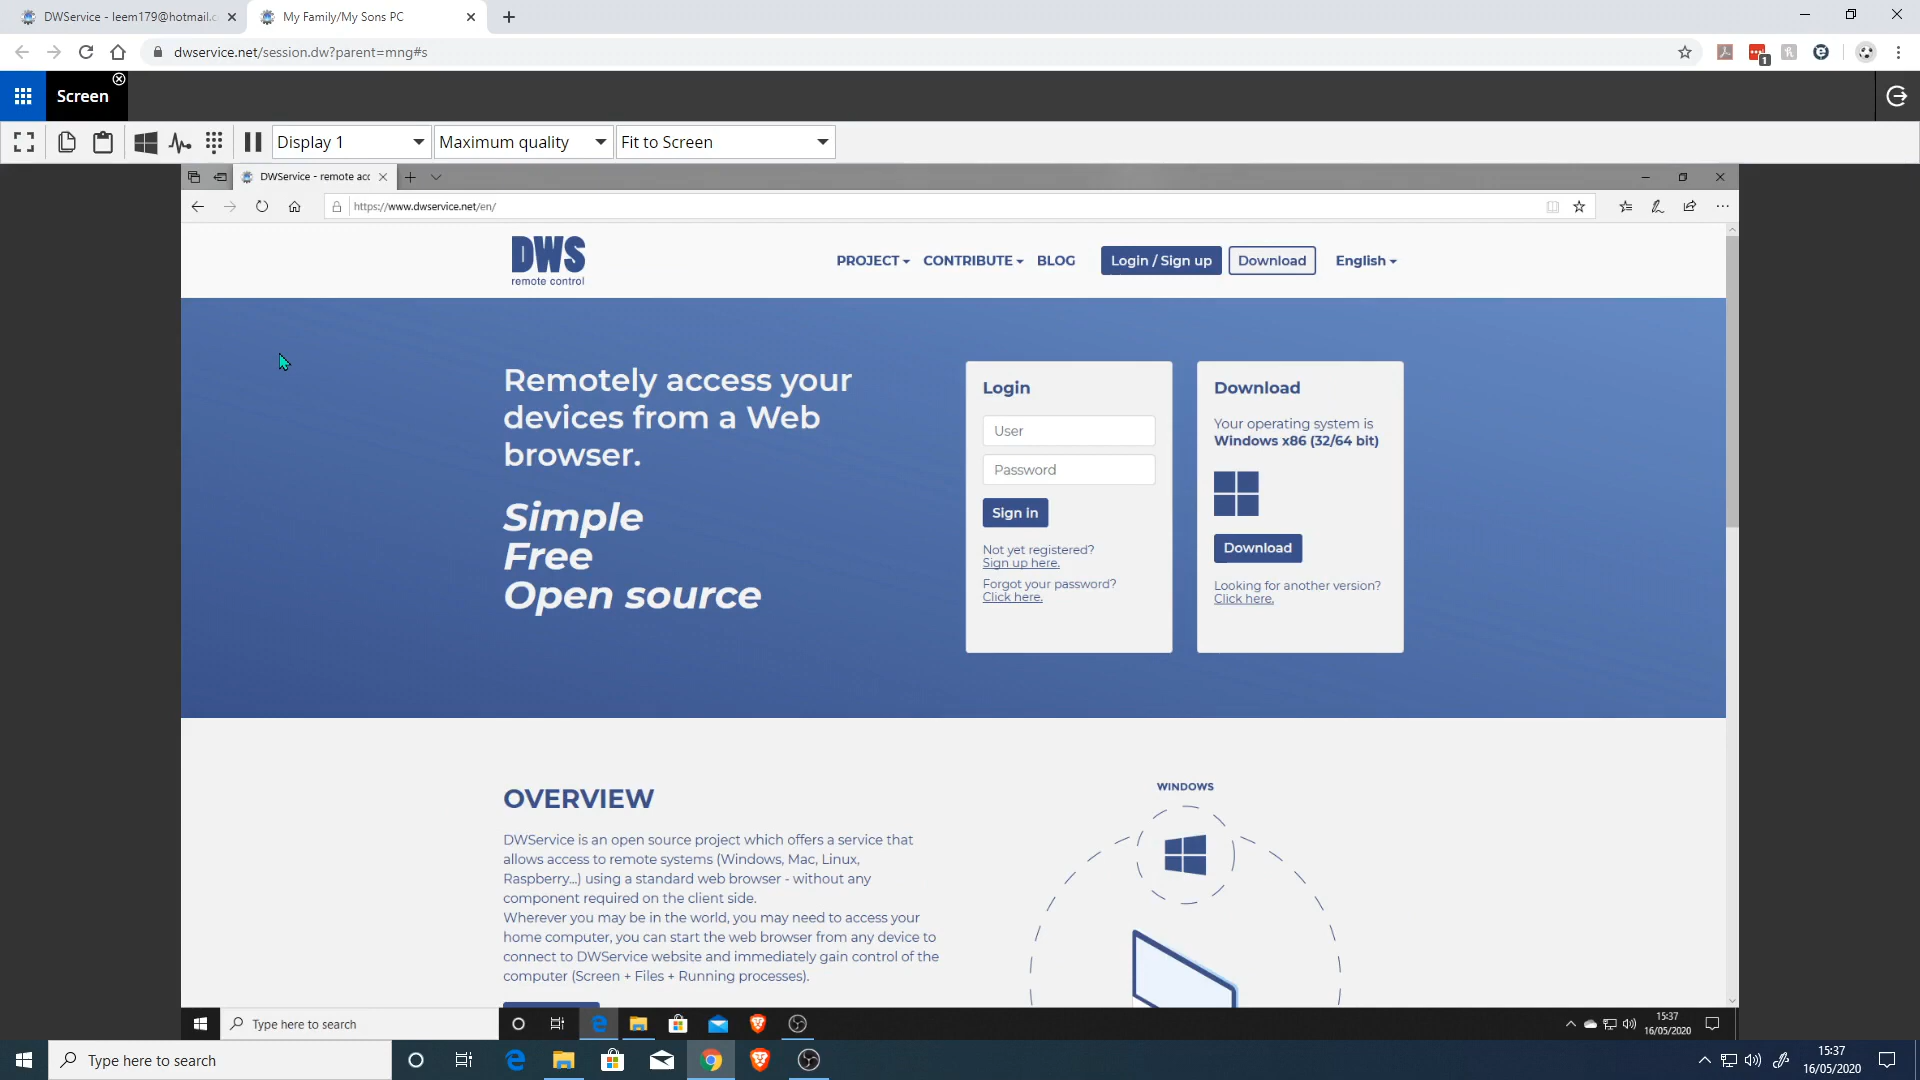 DWService - leem179@hotmail.c
My Family/My Sons PC
dwservice.net/session.dw?parent=mng#s
1
Screen
Display 1
Maximum quality
Fit to Screen
DWService - remote acc
https://www.dwservice.net/en/
DWS
remote control
PROJECT
CONTRIBUTE
BLOG
Login / Sign up
Download
English
Remotely access your
devices from a Web
browser.
Simple
Free
Open source
Login
User
Password
Sign in
Not yet registered?
Sign up here.
Forgot your password?
Click here.
Download
Your operating system is
Windows x86 (32/64 bit)
Download
Looking for another version?
Click here.
OVERVIEW
DWService is an open source project which offers a service that
allows access to remote systems (Windows, Mac, Linux,
Raspberry...) using a standard web browser - without any
component required on the client side.
Wherever you may be in the world, you may need to access your
home computer, you can start the web browser from any device to
connect to DWService website and immediately gain control of the
computer (Screen + Files + Running processes).
WINDOWS
Type here to search
15:37
16/05/2020
Type here to search
15:37
16/05/2020